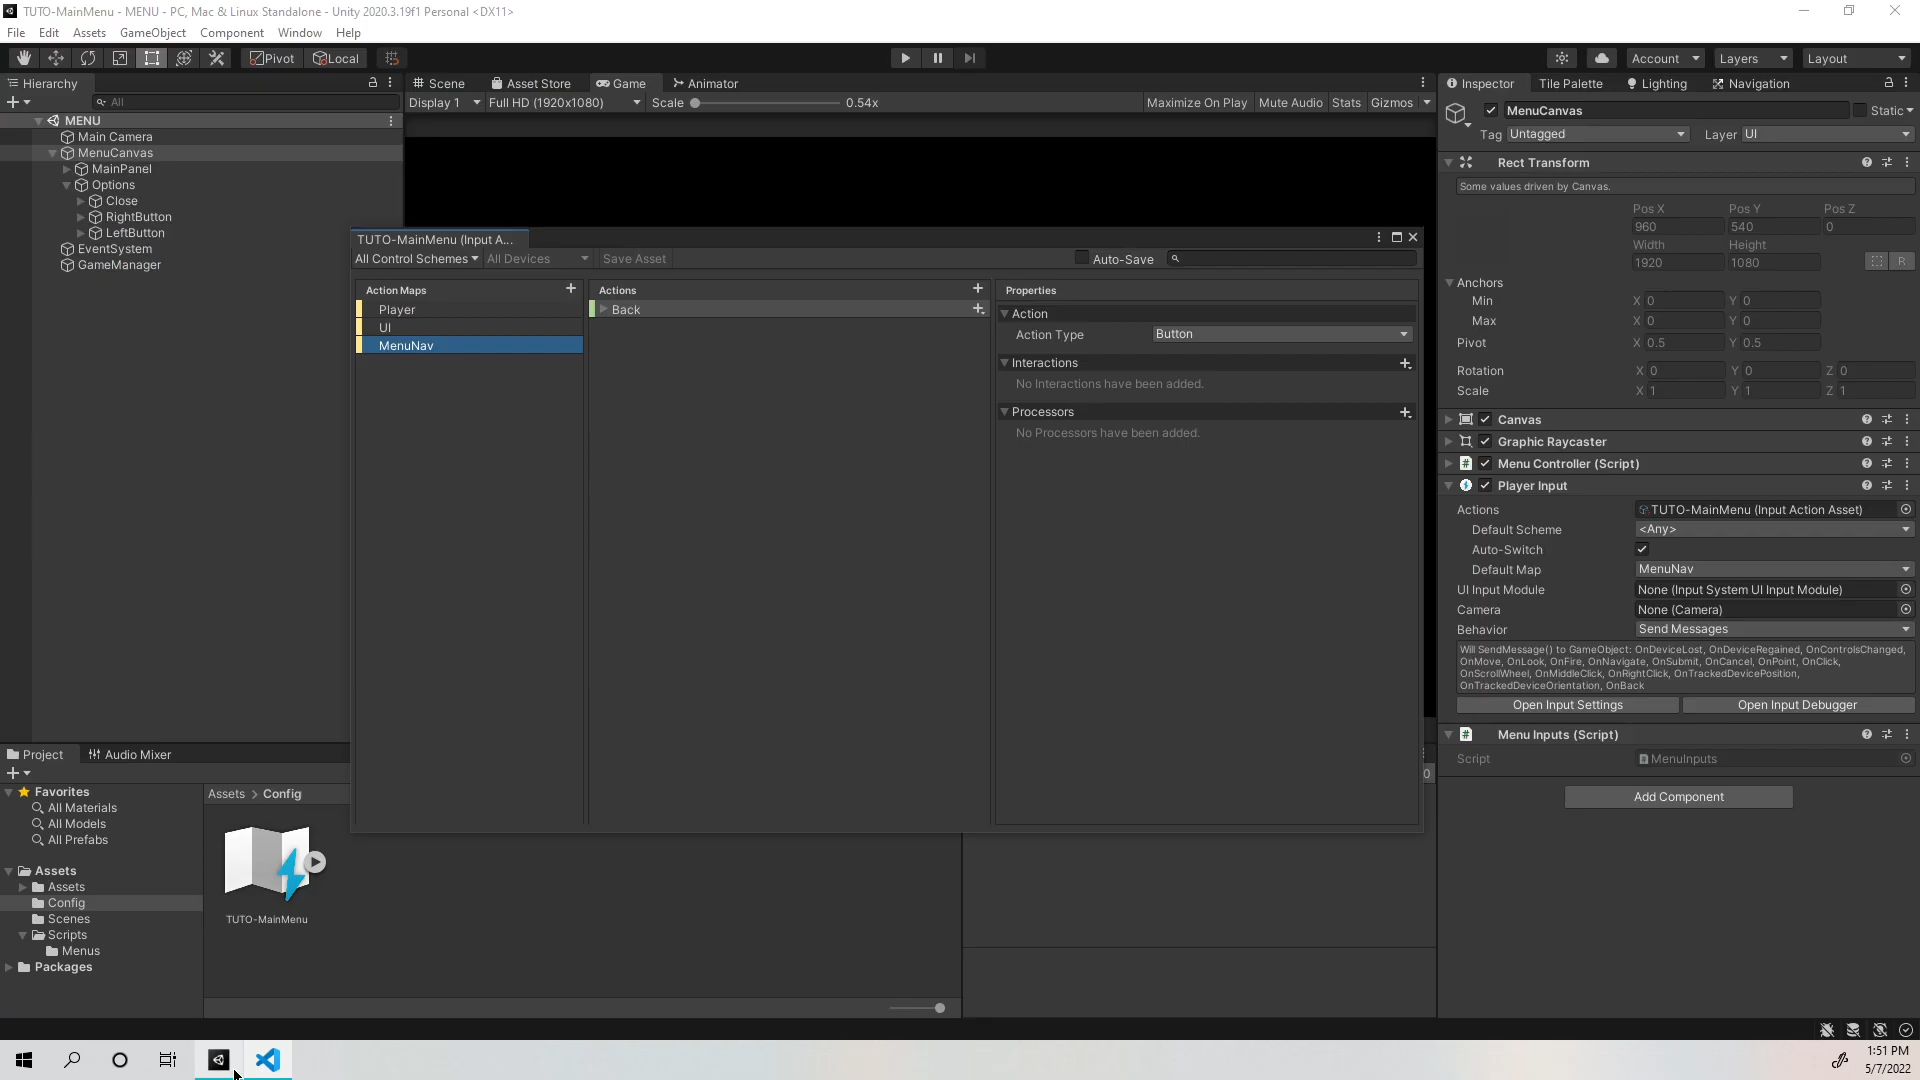 TUTO-MainMenu - MENU - PC, Mac & Linux Standalone - Unity 2020.3.19f1 Personal <DX11>
File Edit Assets GameObject Component Window Help
Pivot Local Account Layers Layout
Hierarchy
All
MENU
Main Camera
MenuCanvas
MainPanel
Options
Close
RightButton
LeftButton
EventSystem
GameManager
Scene Asset Store Game Animator
Display 1 Full HD (1920x1080) Scale 0.54x Maximize On Play Mute Audio Stats Gizmos
TUTO-MainMenu (Input A...
All Control Schemes All Devices Save Asset Auto-Save
Action Maps
Player
UI
MenuNav
Actions
Back
Properties
Action
Action Type Button
Interactions
No Interactions have been added.
Processors
No Processors have been added.
Inspector Tile Palette Lighting Navigation
MenuCanvas Static
Tag Untagged Layer UI
Rect Transform
Some values driven by Canvas.
Pos X Pos Y Pos Z
960 540 0
Width Height
1920 1080 R
Anchors
Min X 0 Y 0
Max X 0 Y 0
Pivot X 0.5 Y 0.5
Rotation X 0 Y 0 Z 0
Scale X 1 Y 1 Z 1
Canvas
Graphic Raycaster
# Menu Controller (Script)
Player Input
Actions TUTO-MainMenu (Input Action Asset)
Default Scheme <Any>
Auto-Switch
Default Map MenuNav
UI Input Module None (Input System UI Input Module)
Camera None (Camera)
Behavior Send Messages
Will SendMessage() to GameObject: OnDeviceLost, OnDeviceRegained, OnControlsChanged,
OnMove, OnLook, OnFire, OnNavigate, OnSubmit, OnCancel, OnPoint, OnClick,
OnScrollWheel, OnMiddleClick, OnRightClick, OnTrackedDevicePosition,
OnTrackedDeviceOrientation, OnBack
Open Input Settings Open Input Debugger
# Menu Inputs (Script)
Script MenuInputs
Add Component
Project Audio Mixer
0
Favorites
All Materials
All Models
All Prefabs
Assets
Assets
Config
Scenes
Scripts
Menus
Packages
Assets > Config
TUTO-MainMenu
1:51 PM
5/7/2022